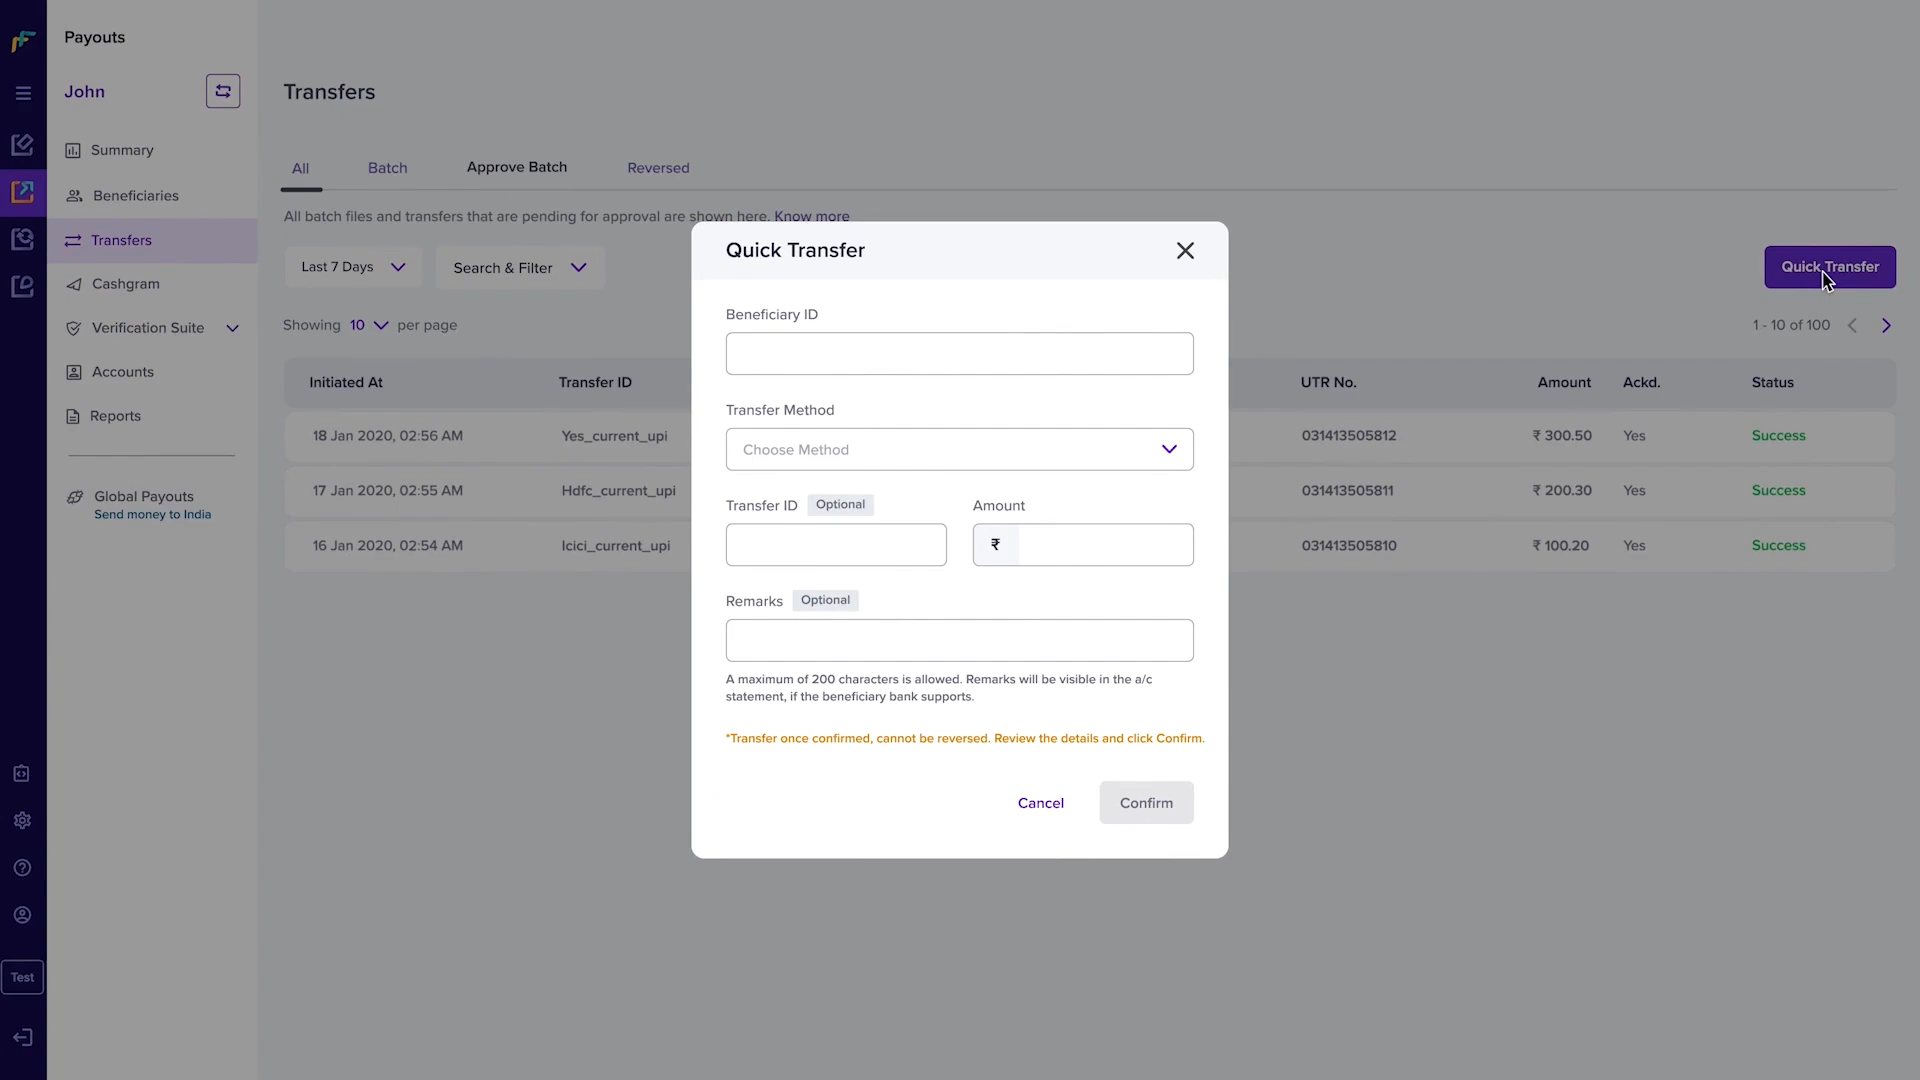 Payouts
John
Summary
Beneficiaries
Transfers
Cashgram
Verification Suite
Accounts
Reports
Global Payouts
Send money to India
Test
Transfers
All Batch Approve Batch Reversed
All batch files and transfers that are pending for approval are shown here. Know more
Last 7 Days Search & Filter
Quick Transfer
Showing 10 per page
1 - 10 of 100
Initiated At Transfer ID UTR No. Amount Ackd. Status
18 Jan 2020, 02:56 AM Yes_current_upi 031413505812 ₹ 300.50 Yes Success
17 Jan 2020, 02:55 AM Hdfc_current_upi 031413505811 ₹ 200.30 Yes Success
16 Jan 2020, 02:54 AM Icici_current_upi 031413505810 ₹ 100.20 Yes Success
Quick Transfer
Beneficiary ID
Transfer Method
Choose Method
Transfer ID Optional Amount
₹
Remarks Optional
A maximum of 200 characters is allowed. Remarks will be visible in the a/c
statement, if the beneficiary bank supports.
*Transfer once confirmed, cannot be reversed. Review the details and click Confirm.
Cancel Confirm